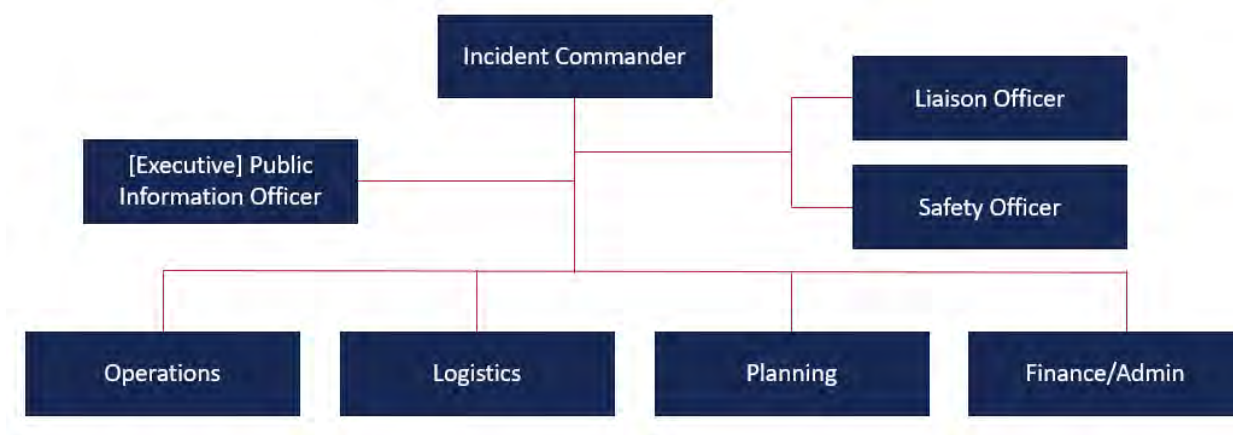 Incident Commander
Liaison Officer
[Executive] Public
Information Officer
Safety Officer
Operations
Logistics
Planning
Finance/Admin